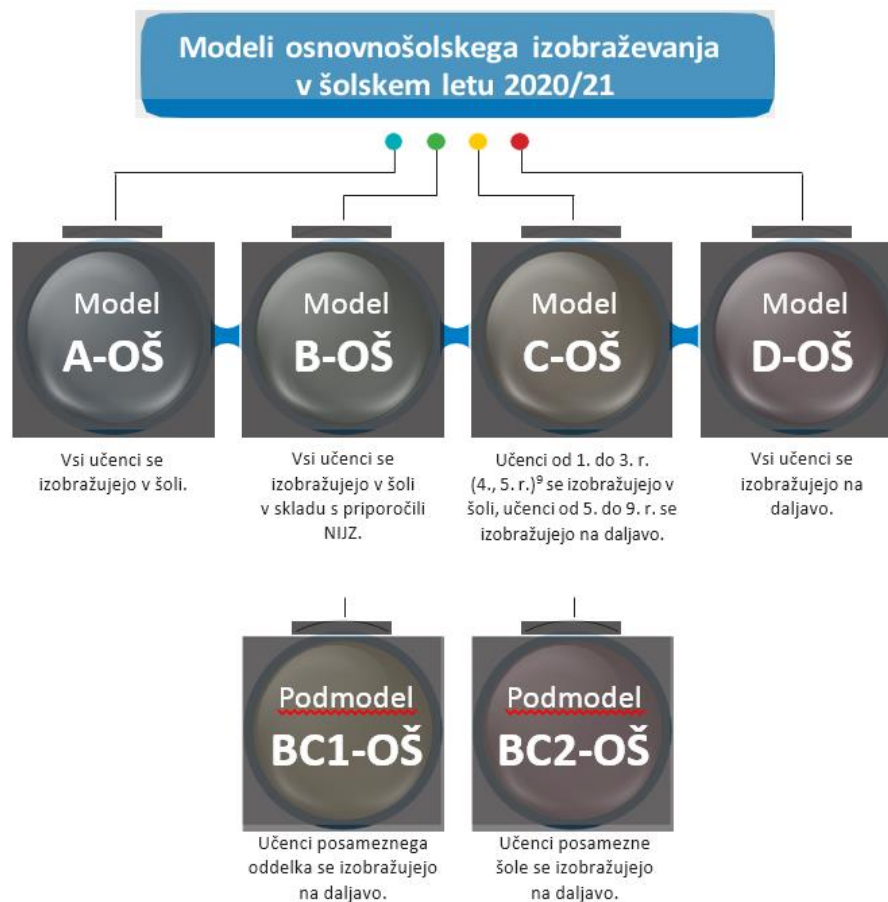 Modeli osnovnošolskega izobraževanja
v šolskem letu 2020/21
Model
A-OŠ
Vsi učenci se
izobražujejo v šoli.
Model
B-OŠ
Vsi učenci se
izobražujejo v šoli
v skladu s priporočili
NIJZ.
Model
C-OŠ
Učenci od 1. do 3. r.
(4., 5. r.)⁹ se izobražujejo v
šoli, učenci od 5. do 9. r. se
izobražujejo na daljavo.
Model
D-OŠ
Vsi učenci se
izobražujejo na
daljavo.
Podmodel
BC1-OŠ
Učenci posameznega
oddelka se izobražujejo
na daljavo.
Podmodel
BC2-OŠ
Učenci posamezne
šole se izobražujejo
na daljavo.